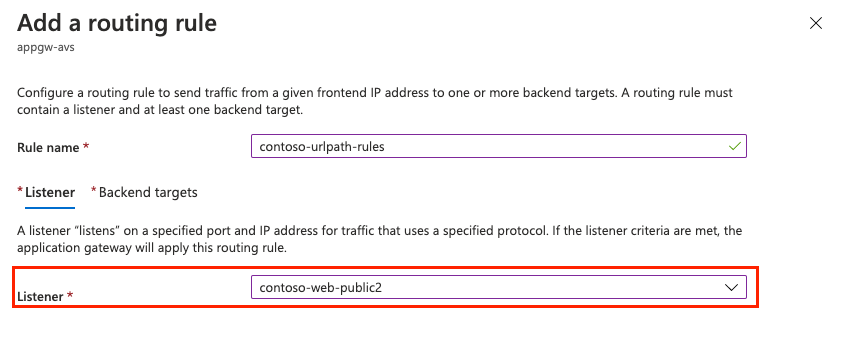 Add a routing rule
appgw-avs
Configure a routing rule to send traffic from a given frontend IP address to one or more backend targets. A routing rule must
contain a listener and at least one backend target.
Rule name *
contoso-urlpath-rules
* Listener * Backend targets
A listener “listens” on a specified port and IP address for traffic that uses a specified protocol. If the listener criteria are met, the
application gateway will apply this routing rule.
Listener *
contoso-web-public2